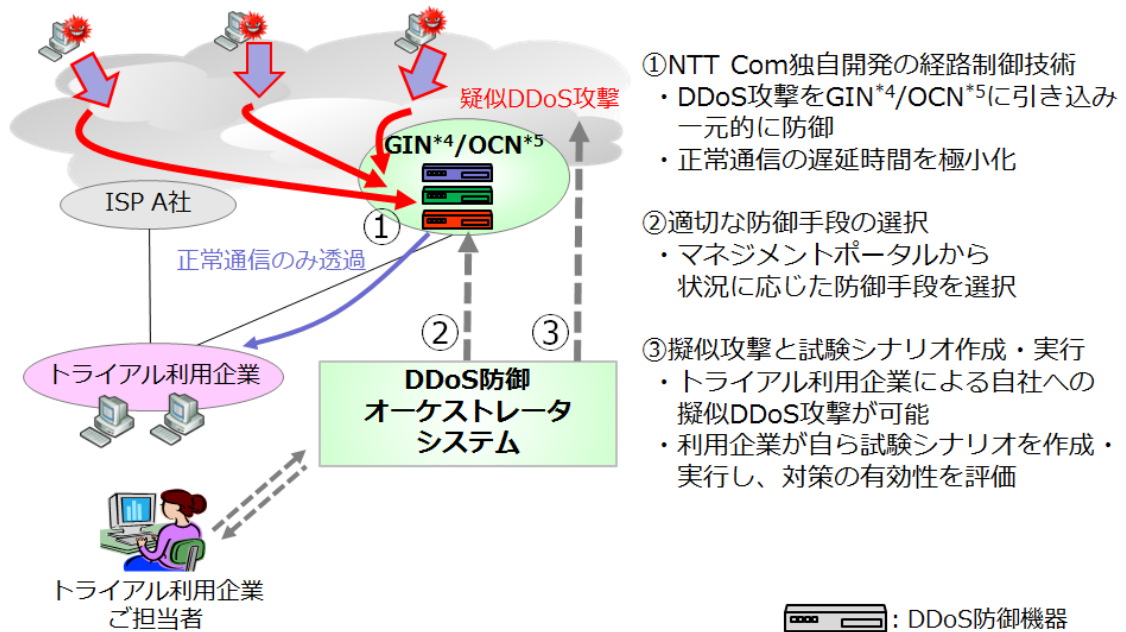 疑似DDoS攻撃
GIN*4/OCN*5
ISP A社
①
正常通信のみ透過
②
③
トライアル利用企業
DDoS防御
オーケストレータ
システム
トライアル利用企業
ご担当者
①NTT Com独自開発の経路制御技術
・DDoS攻撃をGIN*4/OCN*5に引き込み
一元的に防御
・正常通信の遅延時間を極小化
②適切な防御手段の選択
・マネジメントポータルから
状況に応じた防御手段を選択
③擬似攻撃と試験シナリオ作成・実行
・トライアル利用企業による自社への
擬似DDoS攻撃が可能
・利用企業が自ら試験シナリオを作成・
実行し、対策の有効性を評価
: DDoS防御機器